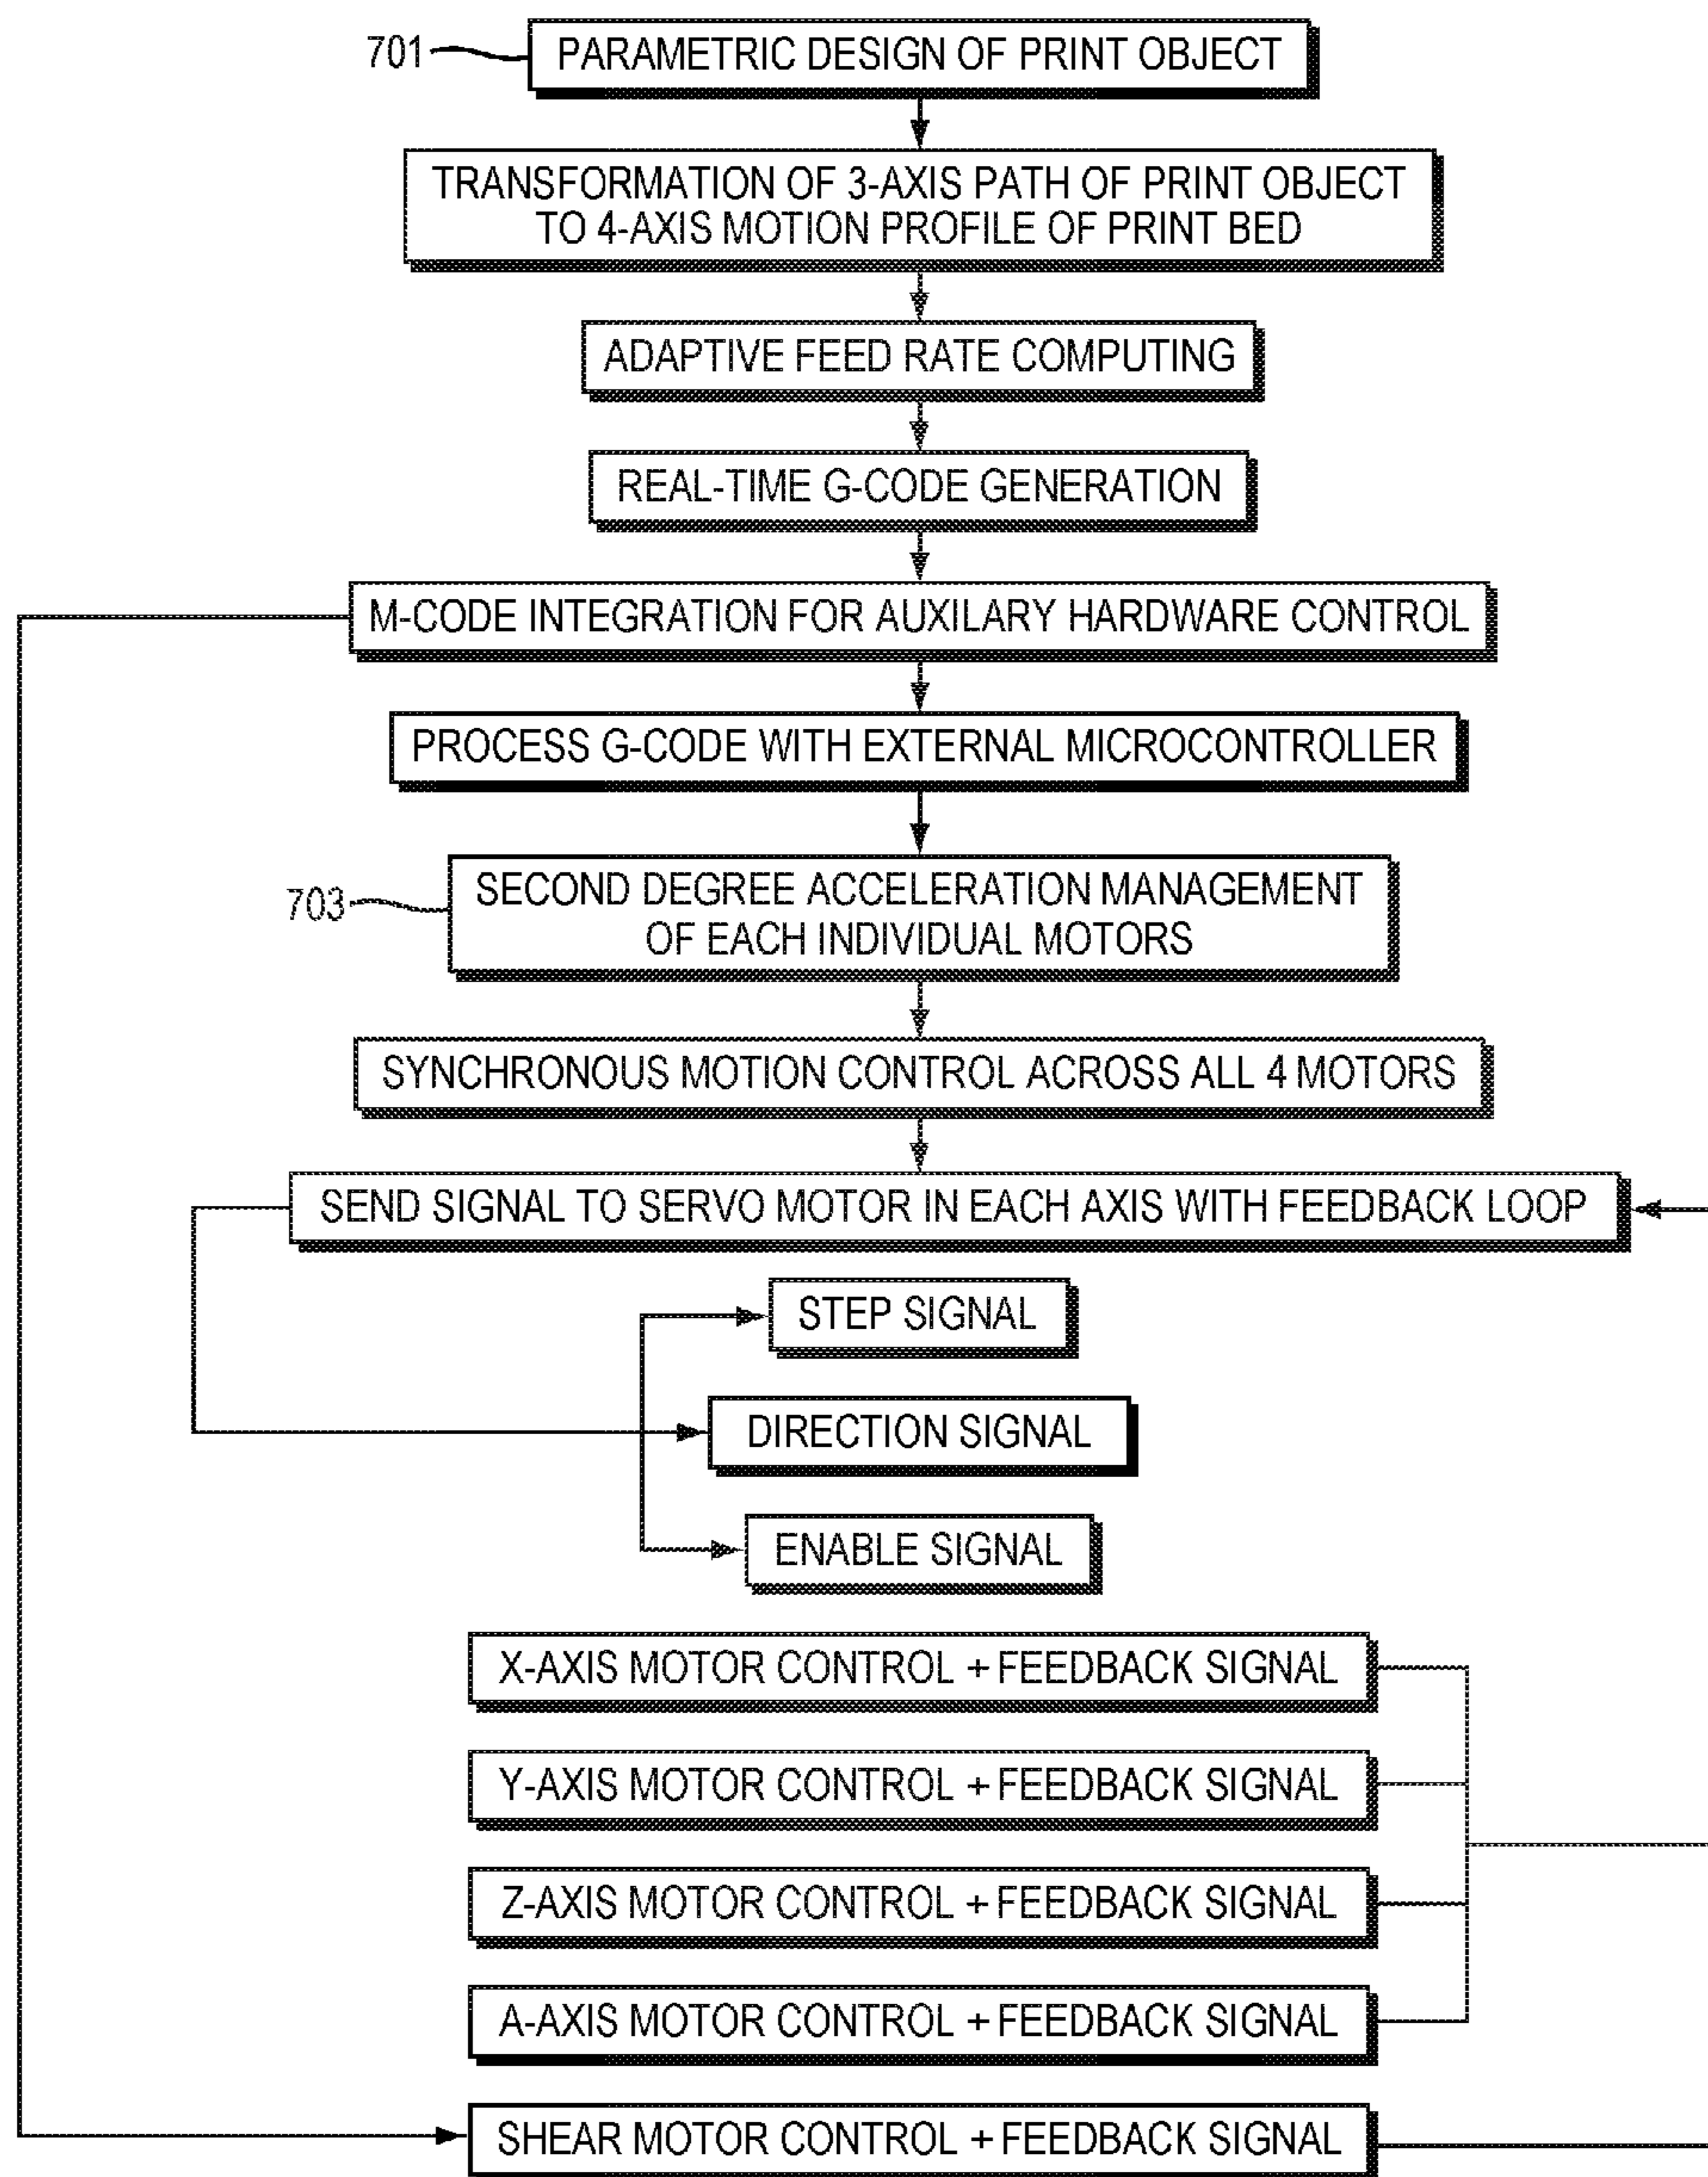 701
PARAMETRIC DESIGN OF PRINT OBJECT
TRANSFORMATION OF 3-AXIS PATH OF PRINT OBJECT
TO 4-AXIS MOTION PROFILE OF PRINT BED
ADAPTIVE FEED RATE COMPUTING
REAL-TIME G-CODE GENERATION
M-CODE INTEGRATION FOR AUXILARY HARDWARE CONTROL
PROCESS G-CODE WITH EXTERNAL MICROCONTROLLER
703
SECOND DEGREE ACCELERATION MANAGEMENT
OF EACH INDIVIDUAL MOTORS
SYNCHRONOUS MOTION CONTROL ACROSS ALL 4 MOTORS
SEND SIGNAL TO SERVO MOTOR IN EACH AXIS WITH FEEDBACK LOOP
STEP SIGNAL
DIRECTION SIGNAL
ENABLE SIGNAL
X-AXIS MOTOR CONTROL + FEEDBACK SIGNAL
Y-AXIS MOTOR CONTROL + FEEDBACK SIGNAL
Z-AXIS MOTOR CONTROL + FEEDBACK SIGNAL
A-AXIS MOTOR CONTROL + FEEDBACK SIGNAL
SHEAR MOTOR CONTROL + FEEDBACK SIGNAL